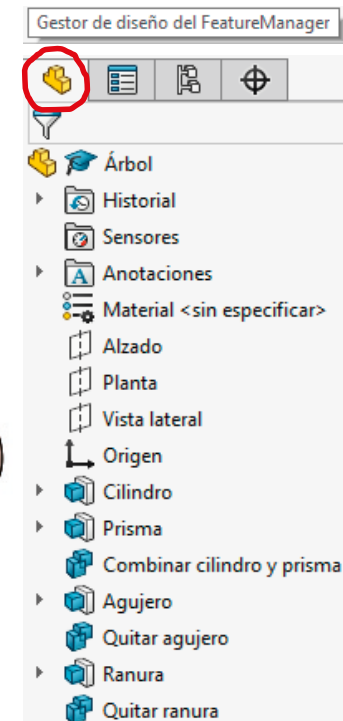 Gestor de diseño del FeatureManager
Árbol
Historial
Sensores
Anotaciones
Material <sin especificar>
Alzado
Planta
Vista lateral
Origen
Cilindro
Prisma
Combinar cilindro y prisma
Agujero
Quitar agujero
Ranura
Quitar ranura